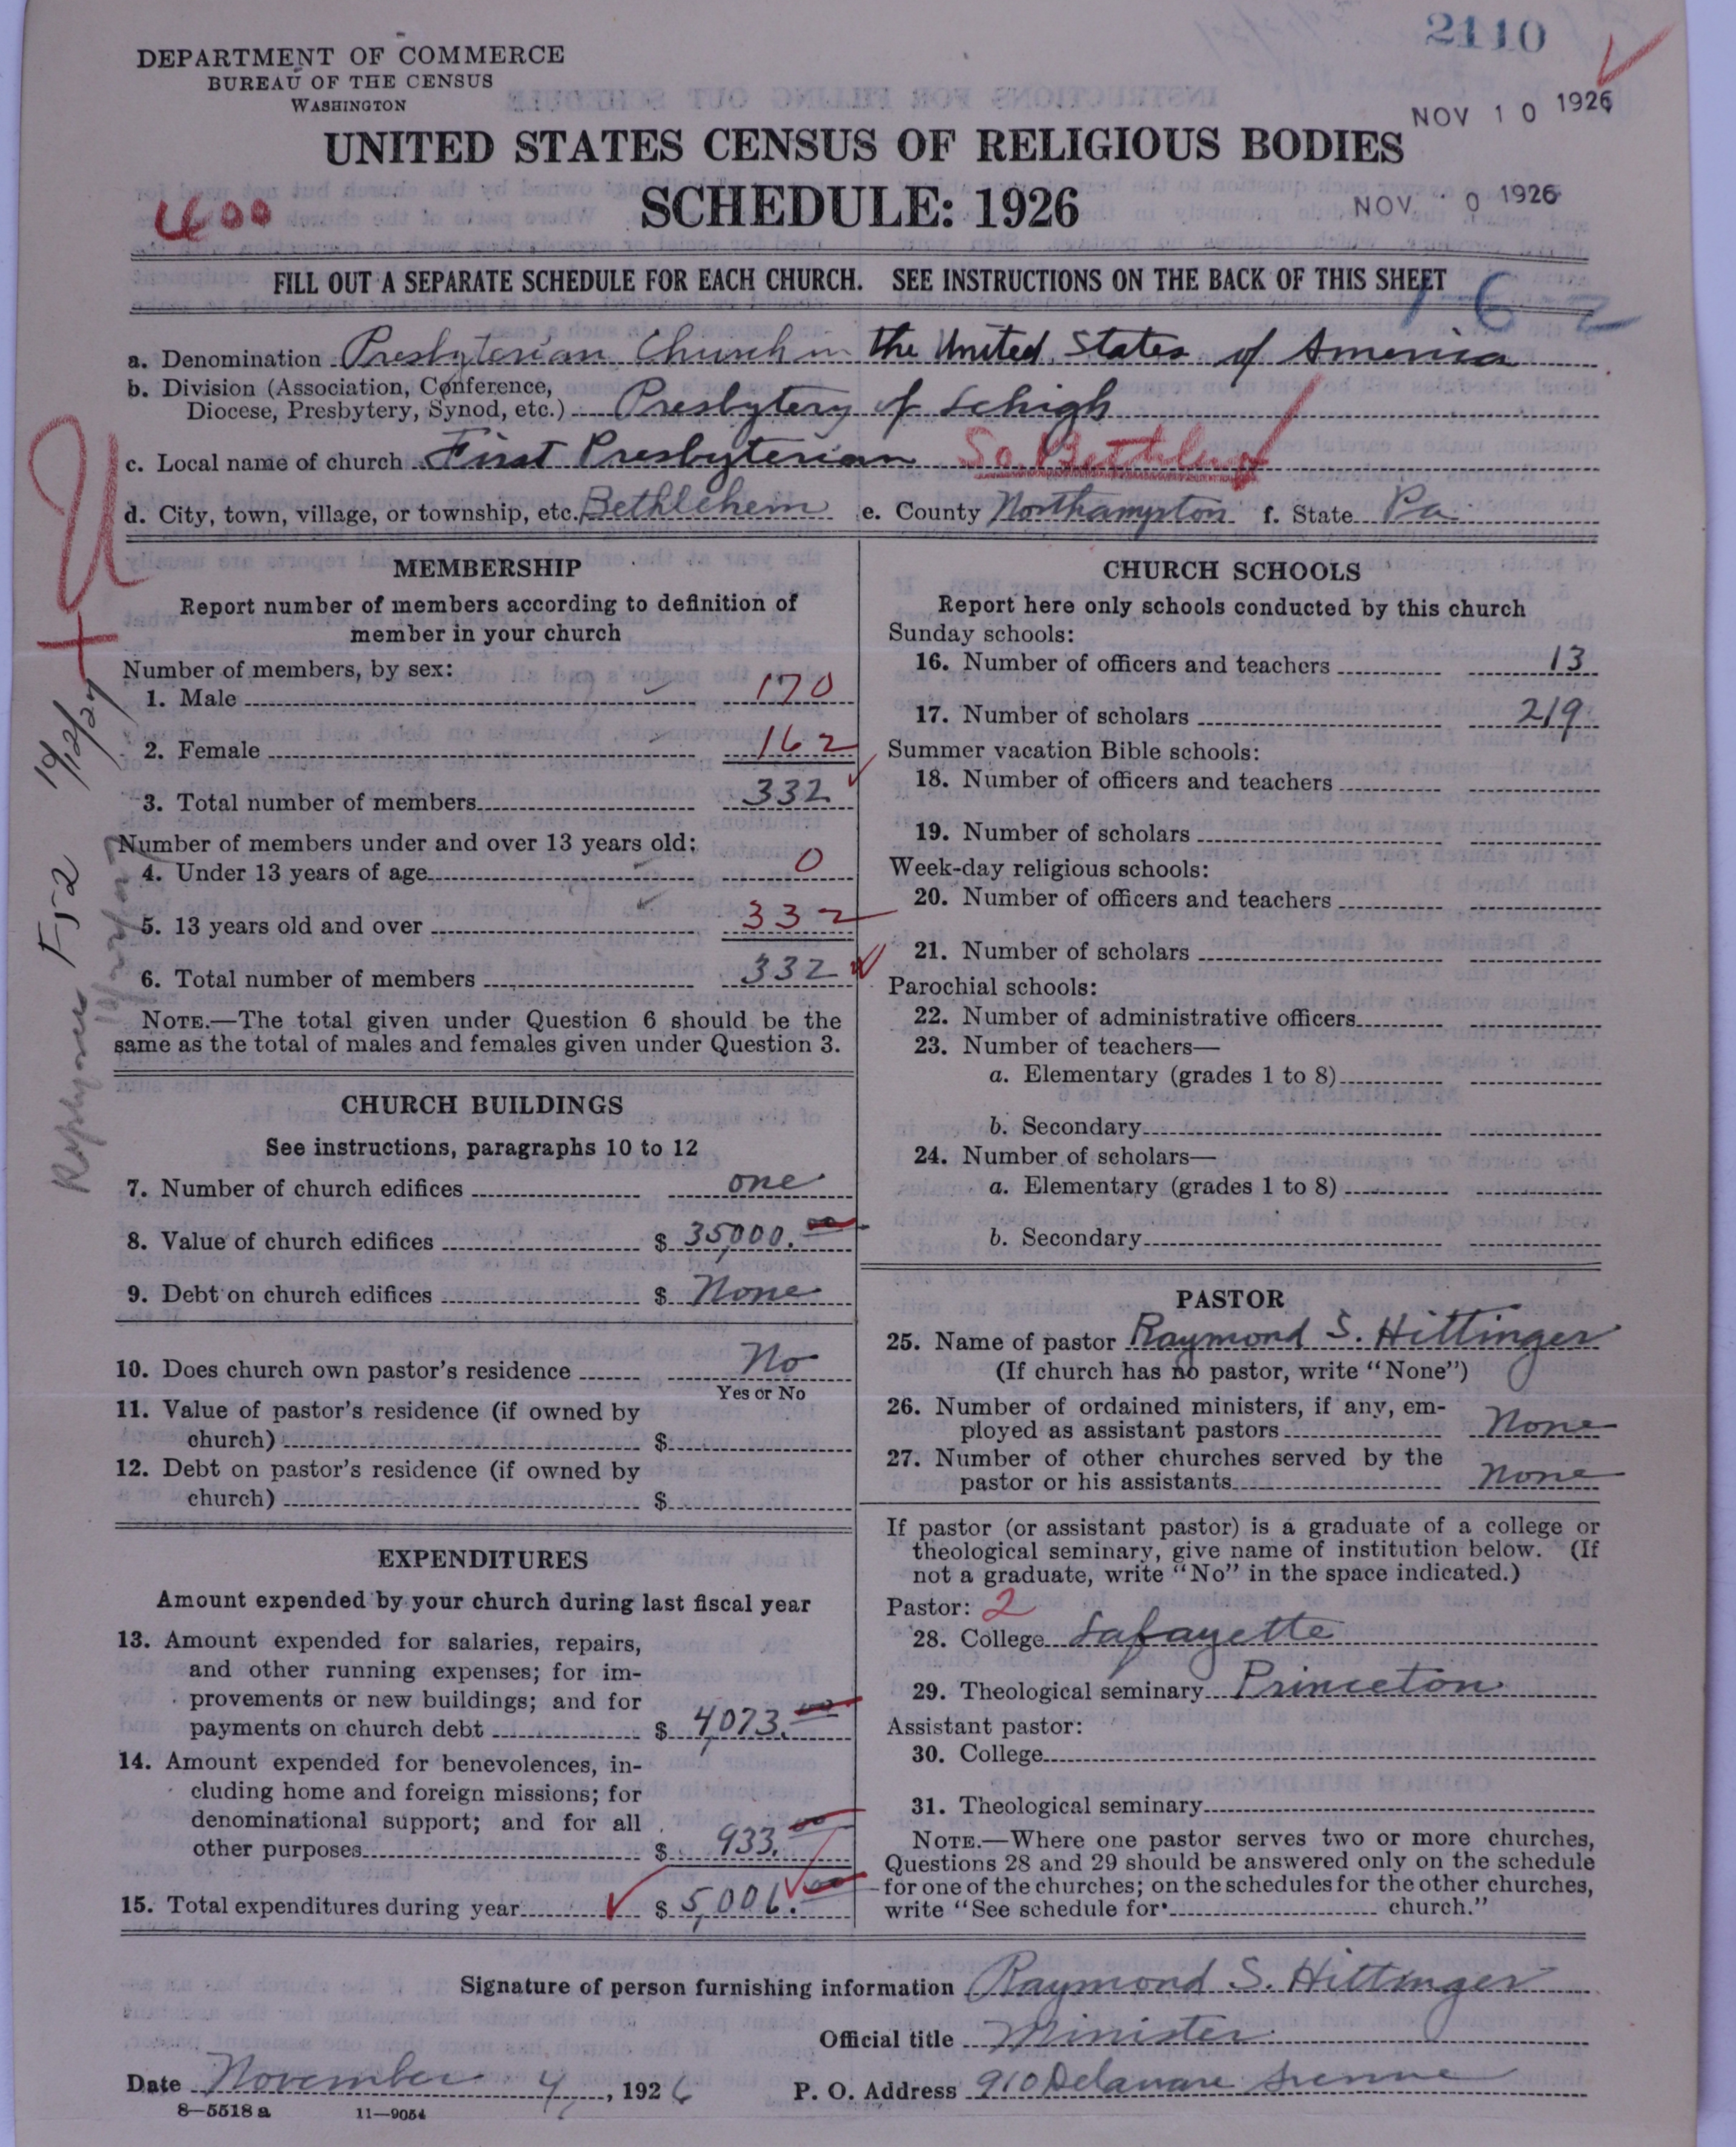 2110
DEPARTMENT OF COMMERCE
BUREAU OF THE CENSUS
WASHINGTON
NOV 10 1926
UNITED STATES CENSUS OF RELIGIOUS BODIES
SCHEDULE: 1926
NOV 0 1926
400
FILL OUT A SEPARATE SCHEDULE FOR EACH CHURCH. SEE INSTRUCTIONS ON THE BACK OF THIS SHEET
1-6-2
a. Denomination Presbyterian Church in the United States of America
b. Division (Association, Conference,
Diocese, Presbytery, Synod, etc.) Presbytery of Lehigh
c. Local name of church First Presbyterian So. Bethlehem
d. City, town, village, or township, etc. Bethlehem e. County Northampton f. State Pa
MEMBERSHIP
Report number of members according to definition of
member in your church
Number of members, by sex:
1. Male 170
2. Female 162
3. Total number of members 332
Number of members under and over 13 years old:
4. Under 13 years of age 0
5. 13 years old and over 332
6. Total number of members 332
NOTE.—The total given under Question 6 should be the
same as the total of males and females given under Question 3.
CHURCH BUILDINGS
See instructions, paragraphs 10 to 12
7. Number of church edifices one
8. Value of church edifices $ 35,000.00
9. Debt on church edifices $ None
10. Does church own pastor's residence No
Yes or No
11. Value of pastor's residence (if owned by
church) $
12. Debt on pastor's residence (if owned by
church) $
EXPENDITURES
Amount expended by your church during last fiscal year
13. Amount expended for salaries, repairs,
and other running expenses; for im-
provements or new buildings; and for
payments on church debt $ 4,073.00
14. Amount expended for benevolences, in-
cluding home and foreign missions; for
denominational support; and for all
other purposes $ 933.00
15. Total expenditures during year $ 5,006.00
CHURCH SCHOOLS
Report here only schools conducted by this church
Sunday schools:
16. Number of officers and teachers 13
17. Number of scholars 219
Summer vacation Bible schools:
18. Number of officers and teachers
19. Number of scholars
Week-day religious schools:
20. Number of officers and teachers
21. Number of scholars
Parochial schools:
22. Number of administrative officers
23. Number of teachers—
a. Elementary (grades 1 to 8)
b. Secondary
24. Number of scholars—
a. Elementary (grades 1 to 8)
b. Secondary
PASTOR
25. Name of pastor Raymond S. Hittinger
(If church has no pastor, write "None")
26. Number of ordained ministers, if any, em-
ployed as assistant pastors None
27. Number of other churches served by the
pastor or his assistants None
If pastor (or assistant pastor) is a graduate of a college or
theological seminary, give name of institution below. (If
not a graduate, write "No" in the space indicated.)
Pastor: 2
28. College Lafayette
29. Theological seminary Princeton
Assistant pastor:
30. College
31. Theological seminary
NOTE.—Where one pastor serves two or more churches,
Questions 28 and 29 should be answered only on the schedule
for one of the churches; on the schedules for the other churches,
write "See schedule for church."
Signature of person furnishing information Raymond S. Hittinger
Official title Minister
Date November 4, 1926 P. O. Address 910 Delaware Avenue
8—5518 a 11—9054